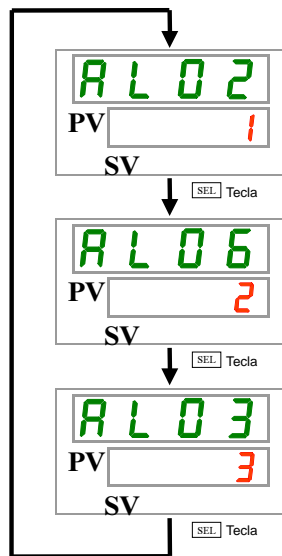 AL02
PV 1
SV
SEL Tecla
AL06
PV 2
SV
SEL Tecla
AL03
PV 3
SV
SEL Tecla